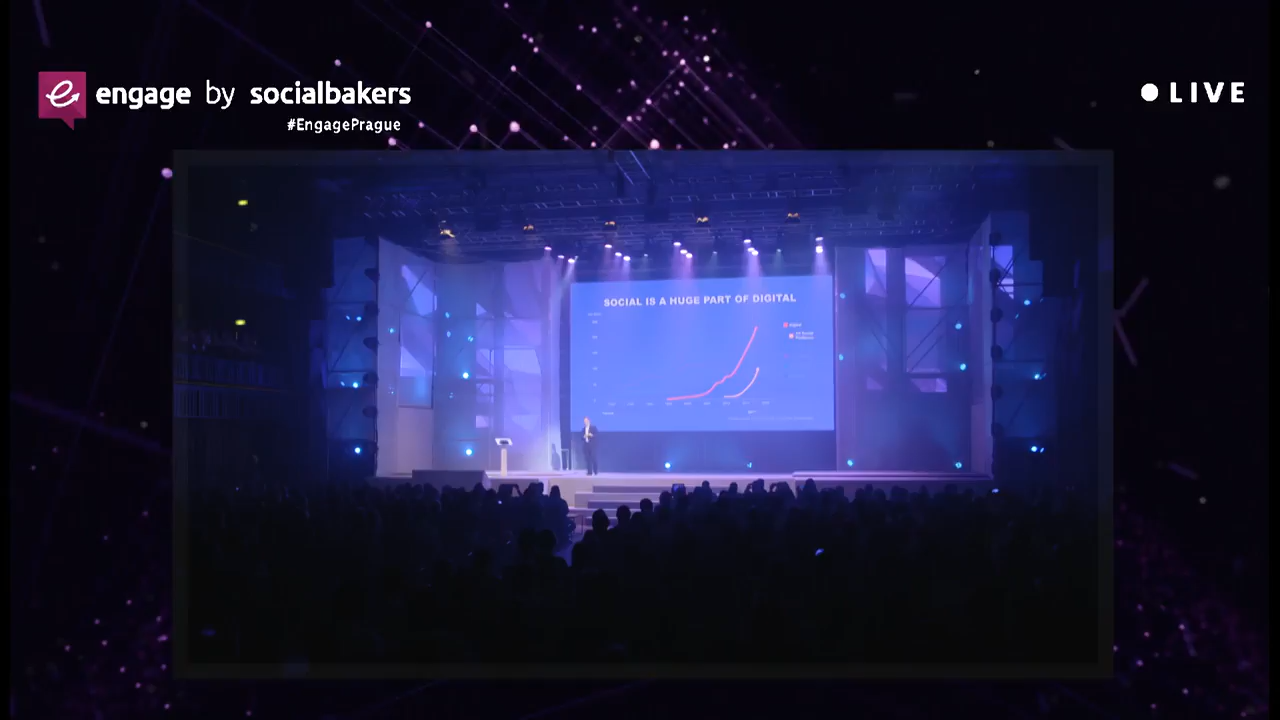 engage by socialbakers
#EngagePrague
LIVE
SOCIAL IS A HUGE PART OF DIGITAL